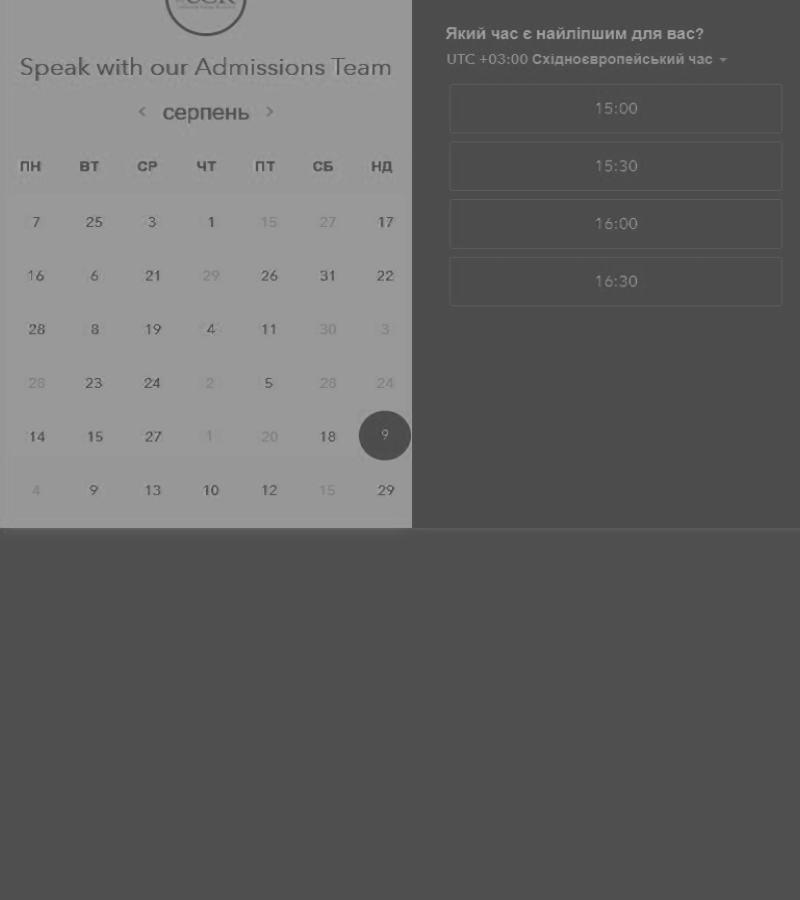 Speak with our Admissions Team
серпень
ПН ВТ СР ЧТ ПТ СБ НД
7 25 3 1 15 27 17
16 6 21 29 26 31 22
28 8 19 4 11 30 3
28 23 24 2 5 28 24
14 15 27 1 20 18 9
4 9 13 10 12 15 29
Який час є найліпшим для вас?
UTC +03:00 Східноєвропейський час
15:00
15:30
16:00
16:30